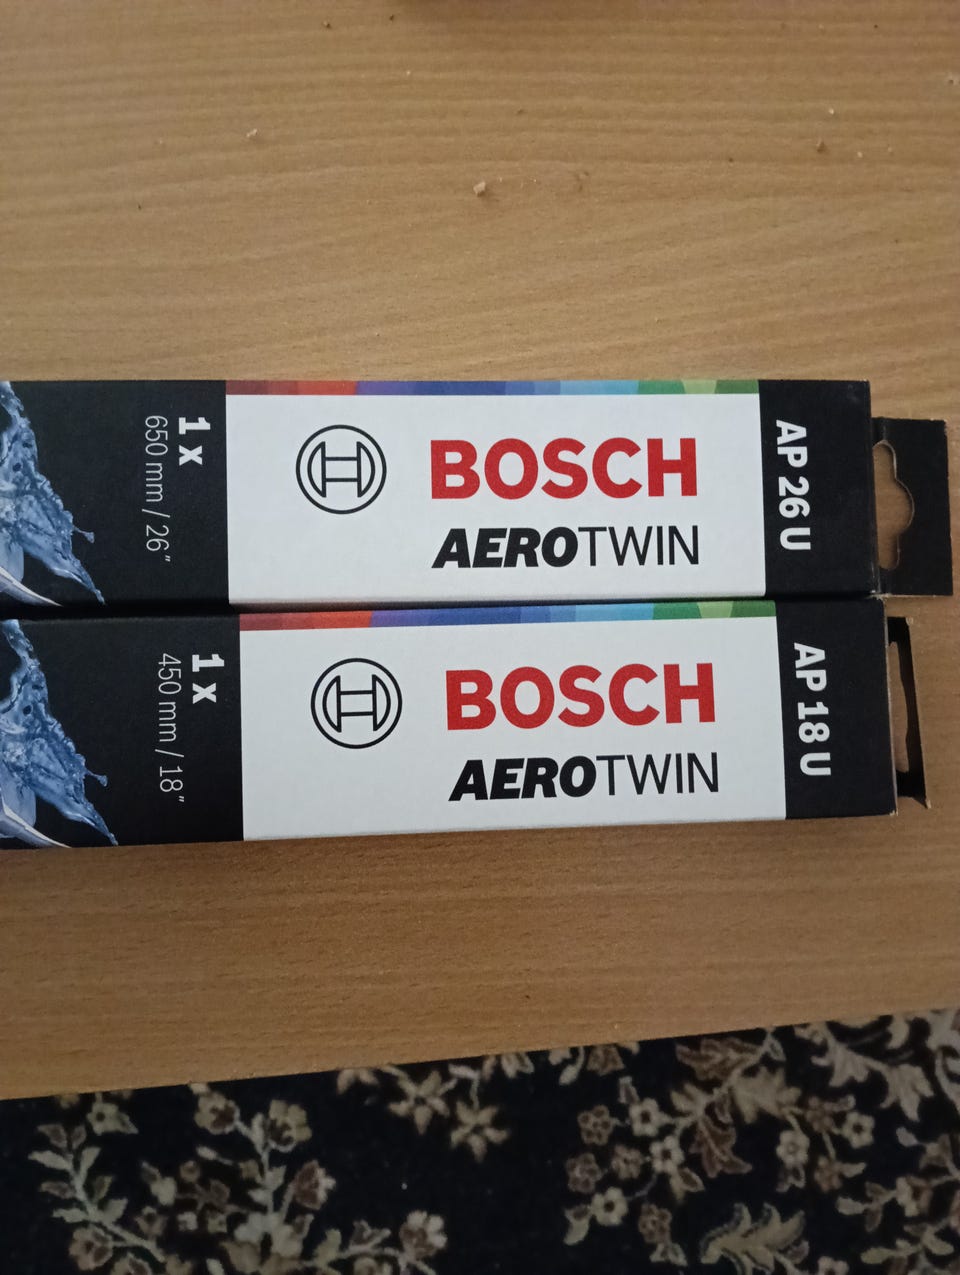 1 x
650 mm / 26"
BOSCH
AEROTWIN
AP 26 U
1 x
450 mm / 18"
BOSCH
AEROTWIN
AP 18 U